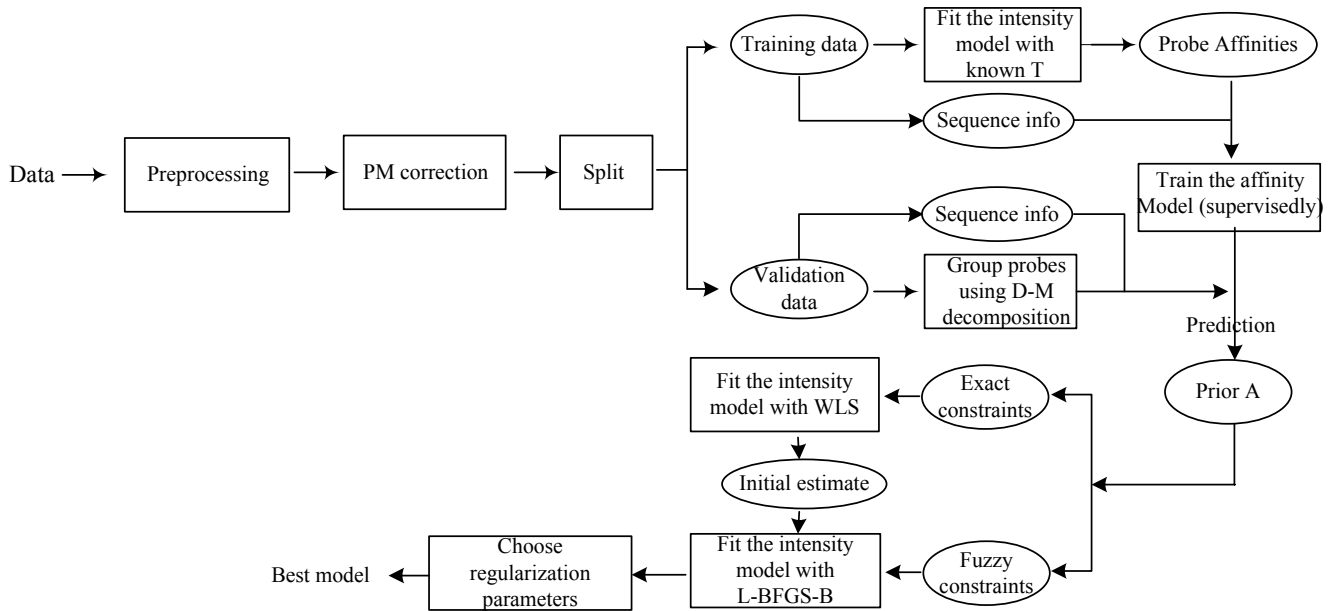 Data
Preprocessing
PM correction
Split
Training data
Fit the intensity
model with
known T
Probe Affinities
Sequence info
Train the affinity
Model (supervisedly)
Sequence info
Validation
data
Group probes
using D-M
decomposition
Prediction
Prior A
Exact
constraints
Fit the intensity
model with WLS
Initial estimate
Fuzzy
constraints
Fit the intensity
model with
L-BFGS-B
Choose
regularization
parameters
Best model